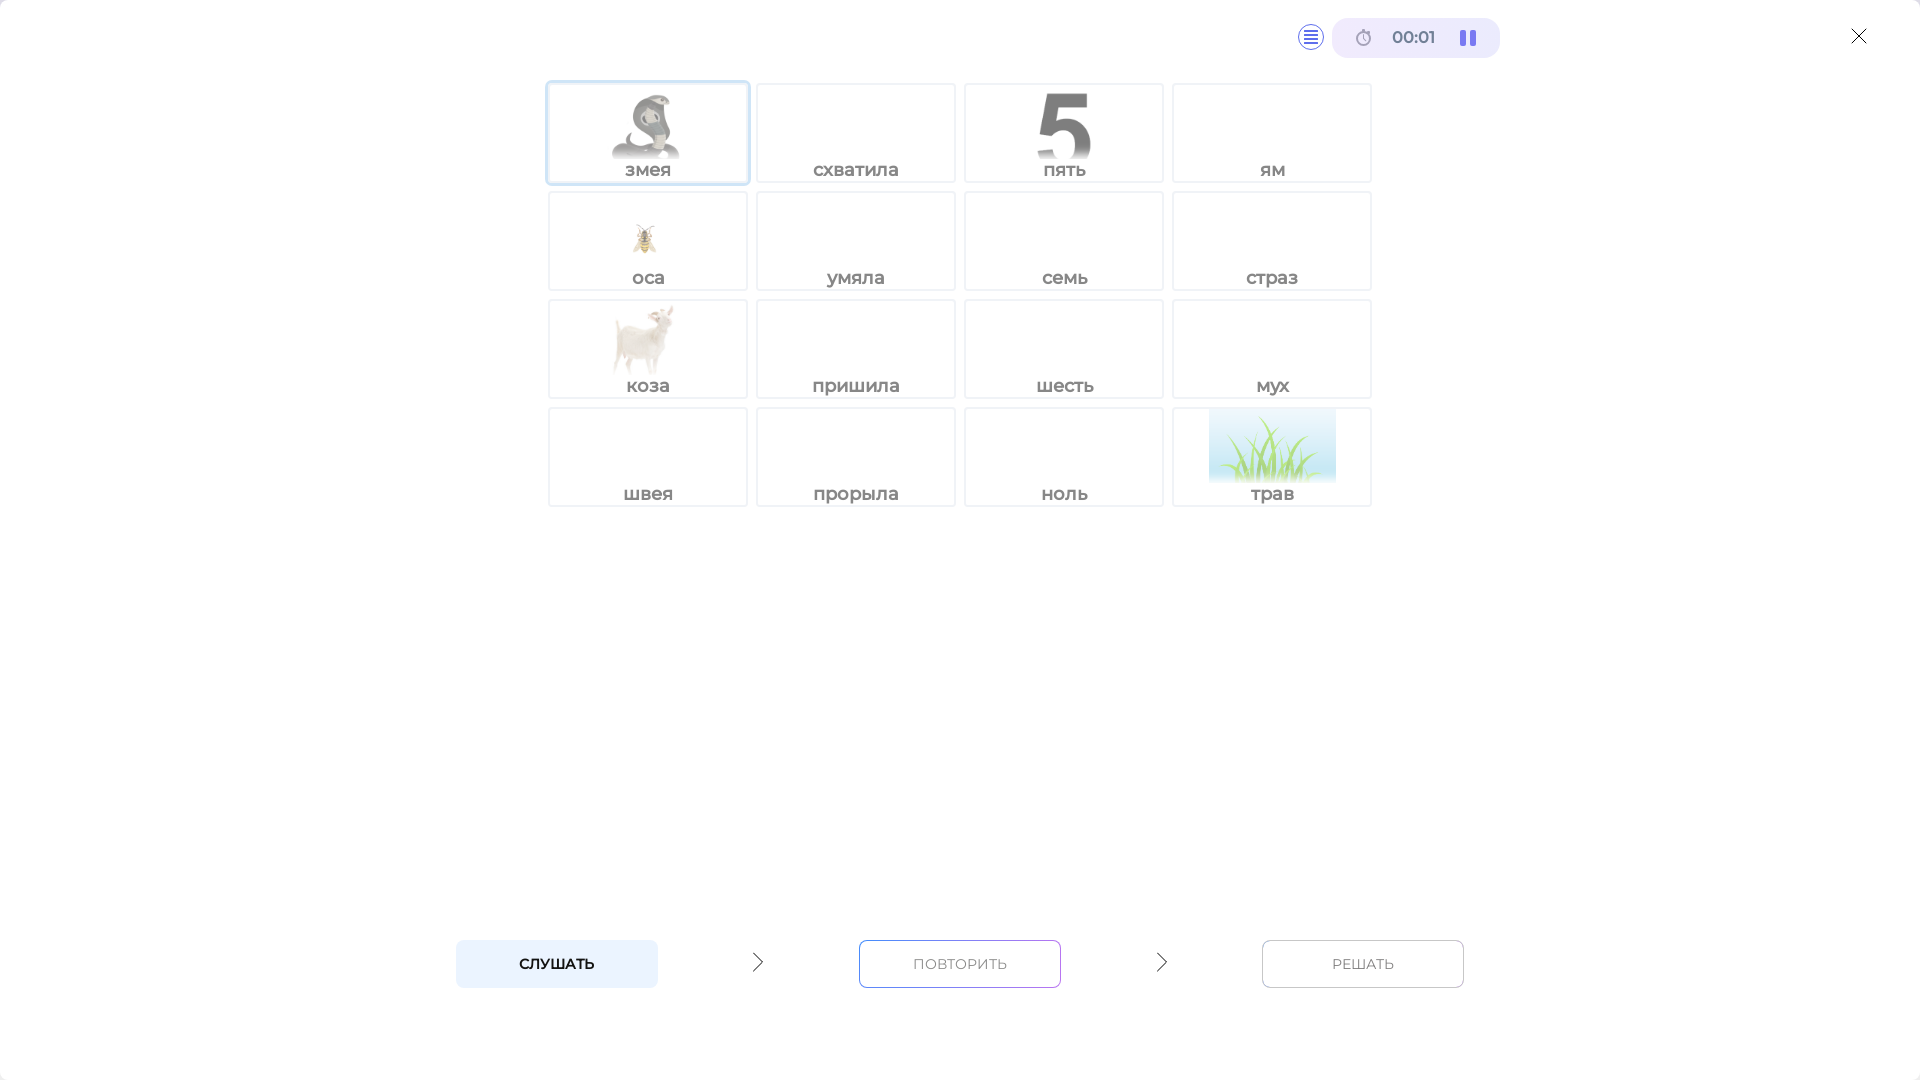 00:01
змея схватила пять ям
оса умяла семь страз
коза пришила шесть мух
швея прорыла ноль трав
СЛУШАТЬ ПОВТОРИТЬ РЕШАТЬ